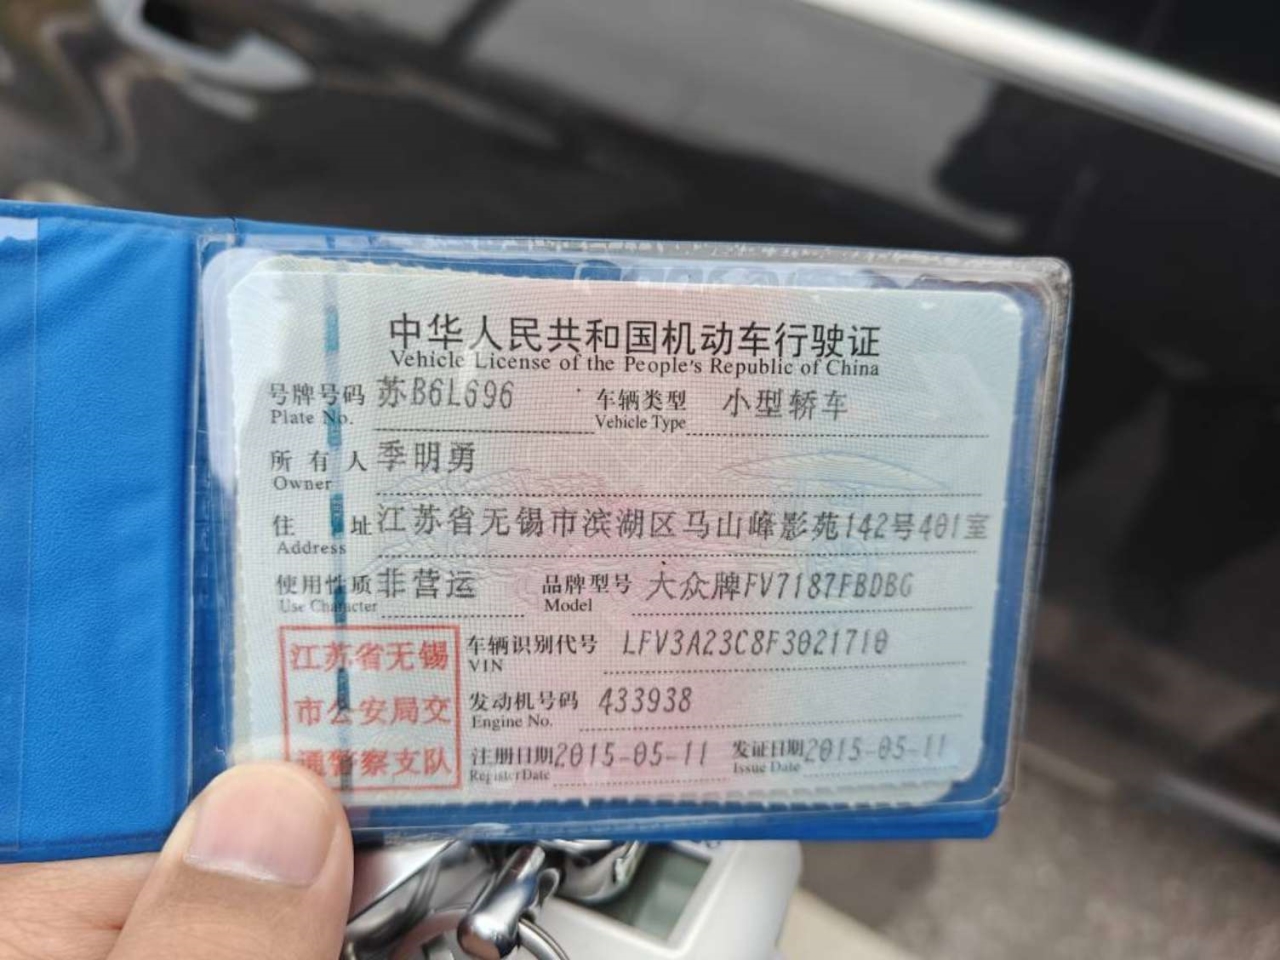 中华人民共和国机动车行驶证
Vehicle License of the People's Republic of China
号牌号码 苏B6L696 车辆类型 小型轿车
Plate No. Vehicle Type
所有人 季明勇
Owner
住址 江苏省无锡市滨湖区马山峰影苑142号401室
Address
使用性质 非营运 品牌型号 大众牌FV7187FBDBG
Use Character Model
江苏省无锡
市公安局交
通警察支队
车辆识别代号 LFV3A23C8F3021710
VIN
发动机号码 433938
Engine No.
注册日期 2015-05-11 发证日期 2015-05-11
Register Date Issue Date